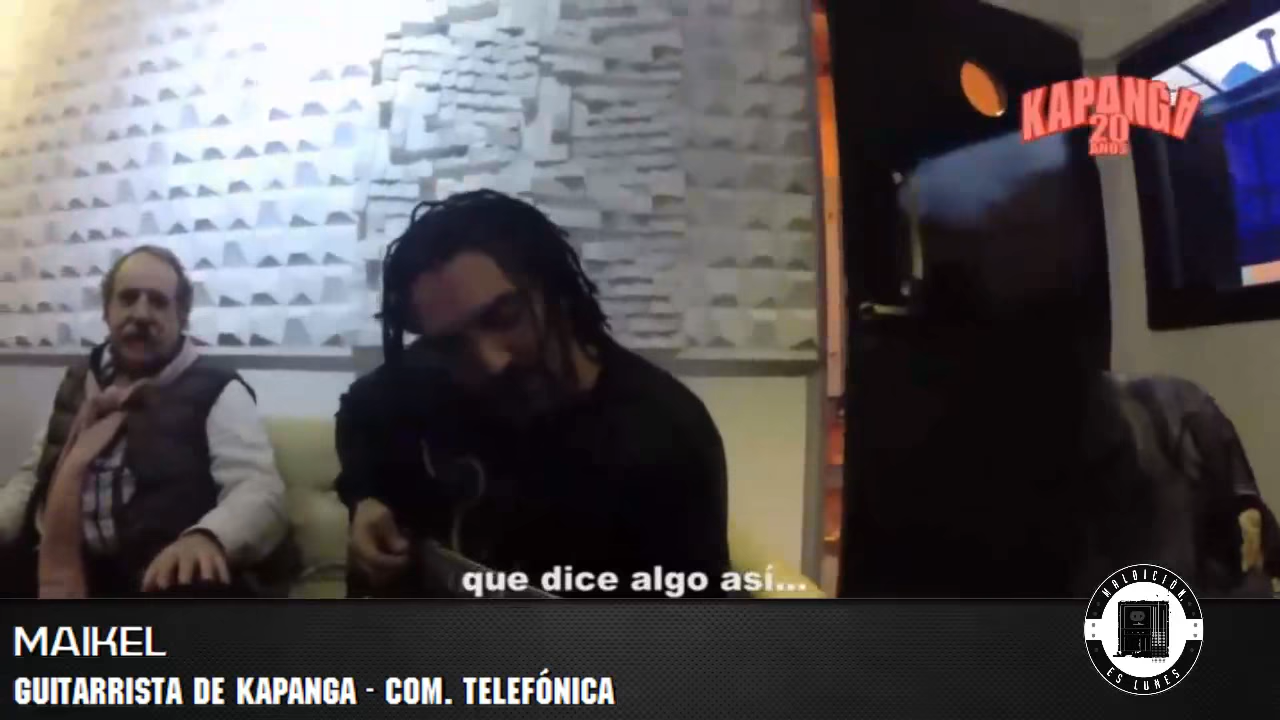 KAPANGA
20
AÑOS
que dice algo así...
MALDICIÓN,
ES LUNES
MAIKEL
GUITARRISTA DE KAPANGA - COM. TELEFÓNICA